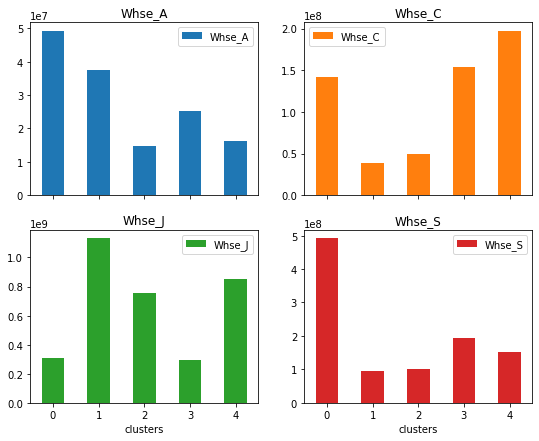 Whse_A
1e7
Whse_A
5
4
3
2
1
0
Whse_C
1e8
Whse_C
2.0
1.5
1.0
0.5
0.0
Whse_J
1e9
Whse_J
1.0
0.8
0.6
0.4
0.2
0.0
0 1 2 3 4
clusters
Whse_S
1e8
Whse_S
5
4
3
2
1
0
0 1 2 3 4
clusters